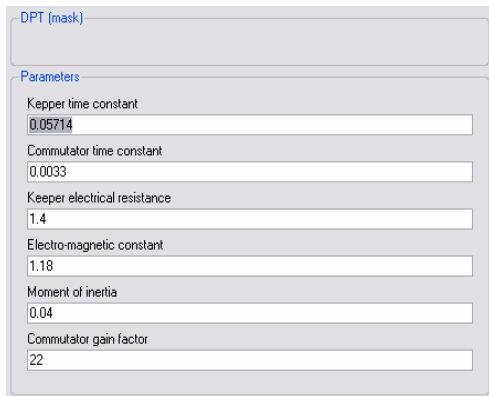 DPT (mask)
Parameters
Kepper time constant
0.05714
Commutator time constant
0.0033
Keeper electrical resistance
1.4
Electro-magnetic constant
1.18
Moment of inertia
0.04
Commutator gain factor
22